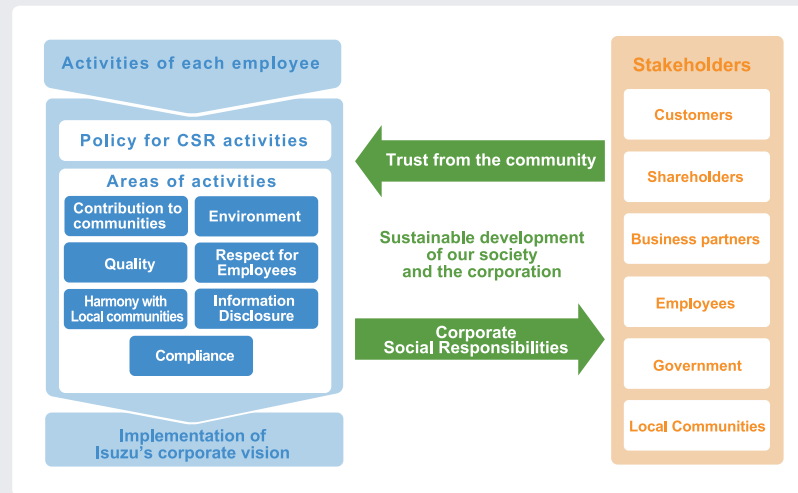 Activities of each employee
Policy for CSR activities
Areas of activities
Contribution to
communities
Environment
Quality
Respect for
Employees
Harmony with
Local communities
Information
Disclosure
Compliance
Implementation of
Isuzu's corporate vision
Trust from the community
Sustainable development
of our society
and the corporation
Corporate
Social Responsibilities
Stakeholders
Customers
Shareholders
Business partners
Employees
Government
Local Communities